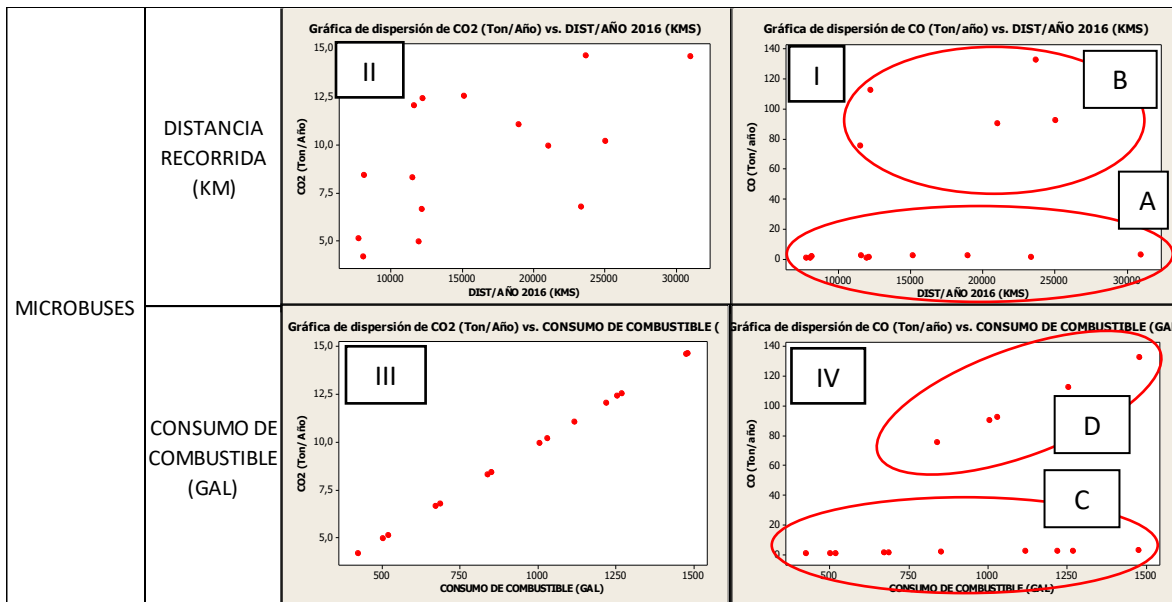 MICROBUSES
DISTANCIA
RECORRIDA
(KM)
Gráfica de dispersión de CO2 (Ton/Año) vs. DIST/AÑO 2016 (KMS)
II
15,0
12,5
10,0
7,5
5,0
CO2 (Ton/Año)
10000 15000 20000 25000 30000
DIST/AÑO 2016 (KMS)
Gráfica de dispersión de CO (Ton/año) vs. DIST/AÑO 2016 (KMS)
I
B
A
140
120
100
80
60
40
20
0
CO (Ton/año)
10000 15000 20000 25000 30000
DIST/AÑO 2016 (KMS)
CONSUMO DE
COMBUSTIBLE
(GAL)
Gráfica de dispersión de CO2 (Ton/Año) vs. CONSUMO DE COMBUSTIBLE (
III
15,0
12,5
10,0
7,5
5,0
CO2 (Ton/Año)
500 750 1000 1250 1500
CONSUMO DE COMBUSTIBLE (GAL)
Gráfica de dispersión de CO (Ton/año) vs. CONSUMO DE COMBUSTIBLE (GAL
IV
D
C
140
120
100
80
60
40
20
0
CO (Ton/año)
500 750 1000 1250 1500
CONSUMO DE COMBUSTIBLE (GAL)